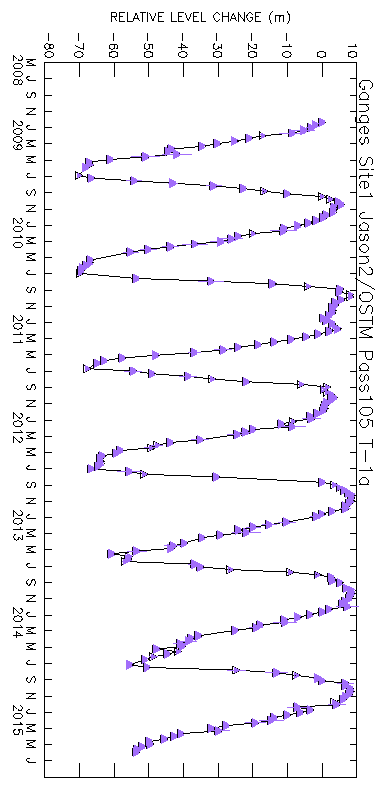 Ganges Site1 Jason2/OSTM Pass105 T-1a
RELATIVE LEVEL CHANGE (m)
10 0 -10 -20 -30 -40 -50 -60 -70 -80
M J S N J M M J S N J M M J S N J M M J S N J M M J S N J M M J S N J M M J S N J M M J
2008 2009 2010 2011 2012 2013 2014 2015